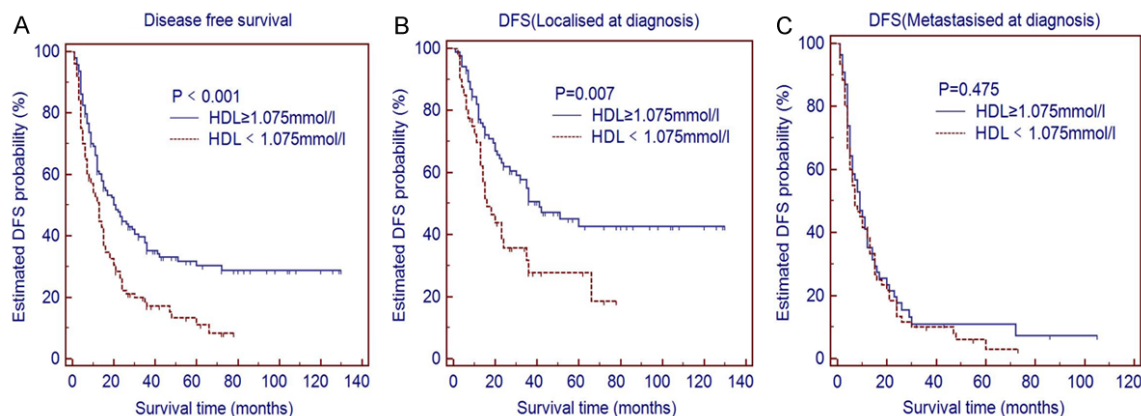 A
Disease free survival
Estimated DFS probability (%)
100
80
60
40
20
0
P < 0.001
HDL≥1.075mmol/l
HDL < 1.075mmol/l
0 20 40 60 80 100 120 140
Survival time (months)
B
DFS(Localised at diagnosis)
Estimated DFS probability (%)
100
80
60
40
20
0
P=0.007
HDL≥1.075mmol/l
HDL < 1.075mmol/l
0 20 40 60 80 100 120 140
Survival time (months)
C
DFS(Metastasised at diagnosis)
Estimated DFS probability (%)
100
80
60
40
20
0
P=0.475
HDL≥1.075mmol/l
HDL < 1.075mmol/l
0 20 40 60 80 100 120
Survival time (months)